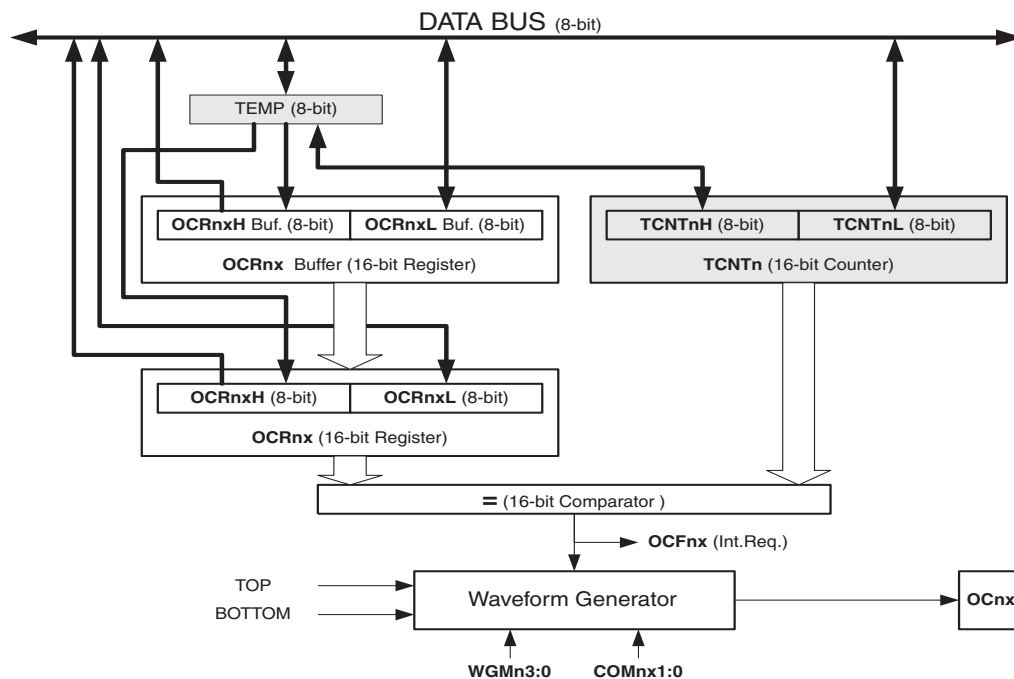 DATA BUS (8-bit)
TEMP (8-bit)
OCRnxH Buf. (8-bit) OCRnxL Buf. (8-bit)
OCRnx Buffer (16-bit Register)
TCNTnH (8-bit) TCNTnL (8-bit)
TCNTn (16-bit Counter)
OCRnxH (8-bit) OCRnxL (8-bit)
OCRnx (16-bit Register)
= (16-bit Comparator )
OCFnx (Int.Req.)
TOP
BOTTOM
Waveform Generator
OCnx
WGMn3:0 COMnx1:0